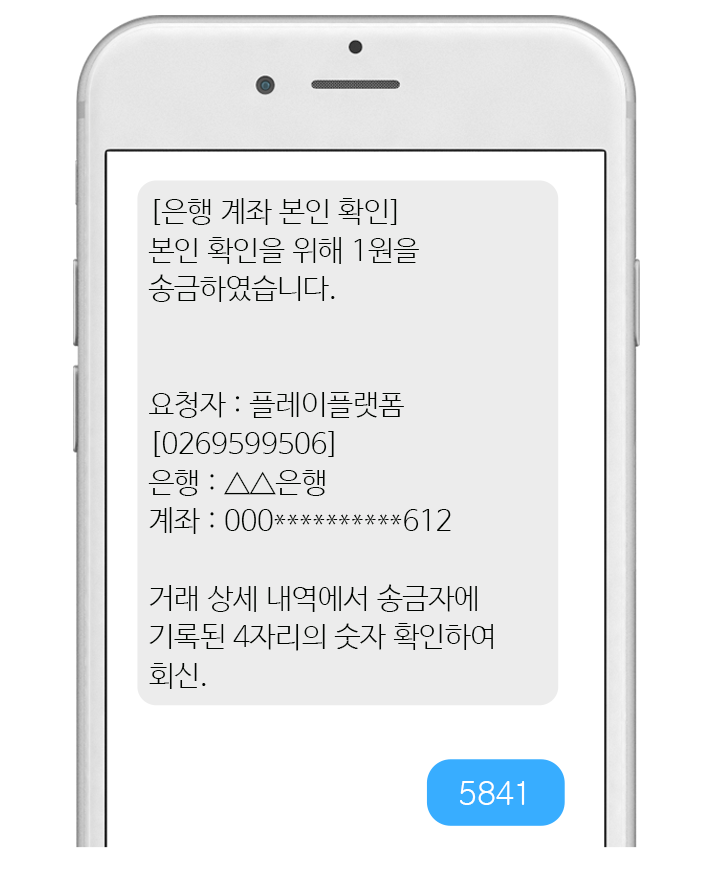 [은행 계좌 본인 확인]
본인 확인을 위해 1원을
송금하였습니다.
요청자 : 플레이플랫폼
[0269599506]
은행 : △△은행
계좌 : 000**********612
거래 상세 내역에서 송금자에
기록된 4자리의 숫자 확인하여
회신.
5841